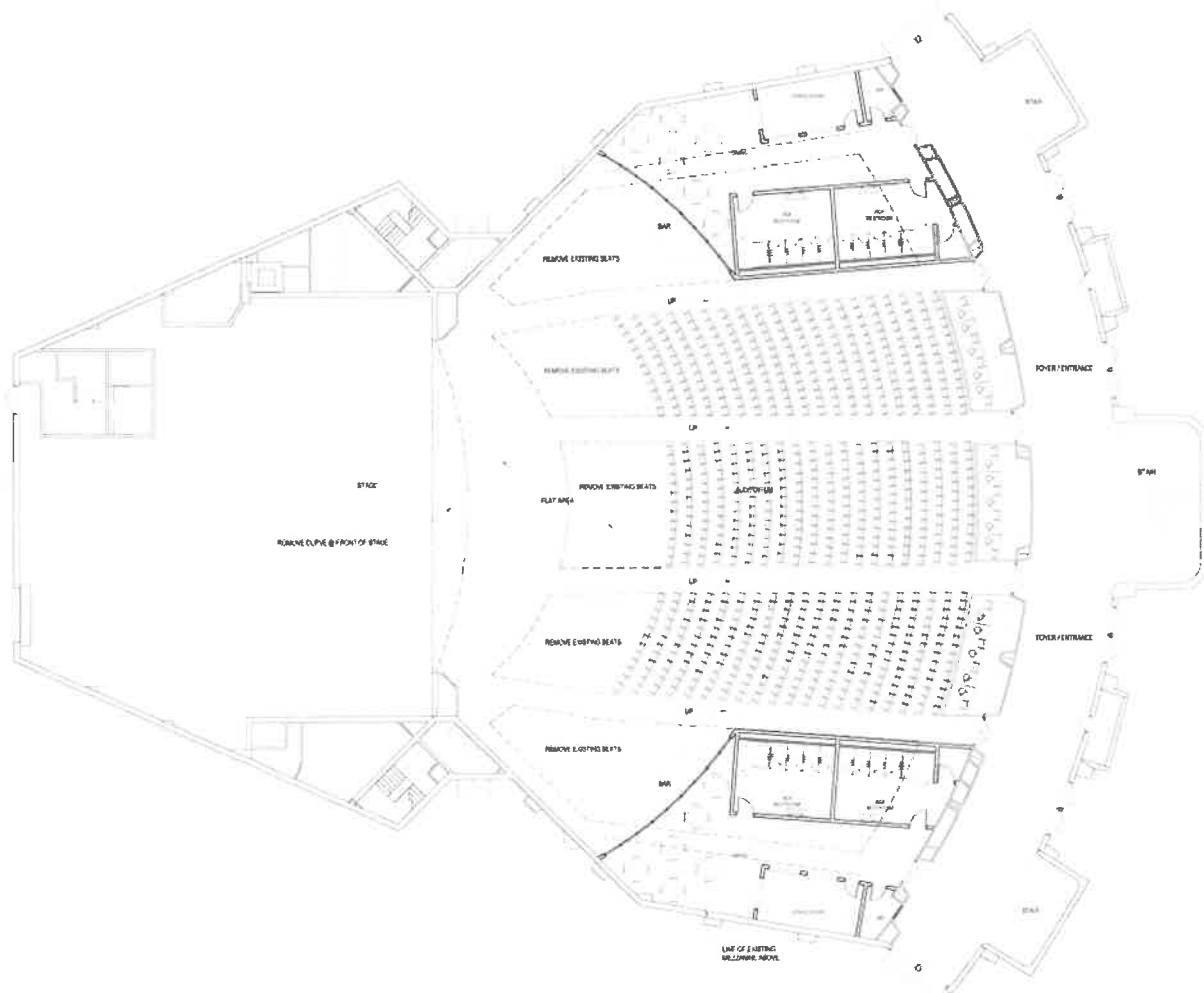 STAIR
BAR
REMOVE EXISTING SEATS
UP
REMOVE EXISTING SEATS
FOYER / ENTRANCE
UP
STAGE
REMOVE EXISTING SEATS
FLAT AREA
AUDITORIUM
STAIR
REMOVE CURVE @ FRONT OF STAGE
UP
REMOVE EXISTING SEATS
FOYER / ENTRANCE
UP
REMOVE EXISTING SEATS
BAR
STAIR
LINE OF EXISTING
MEZZANINE ABOVE